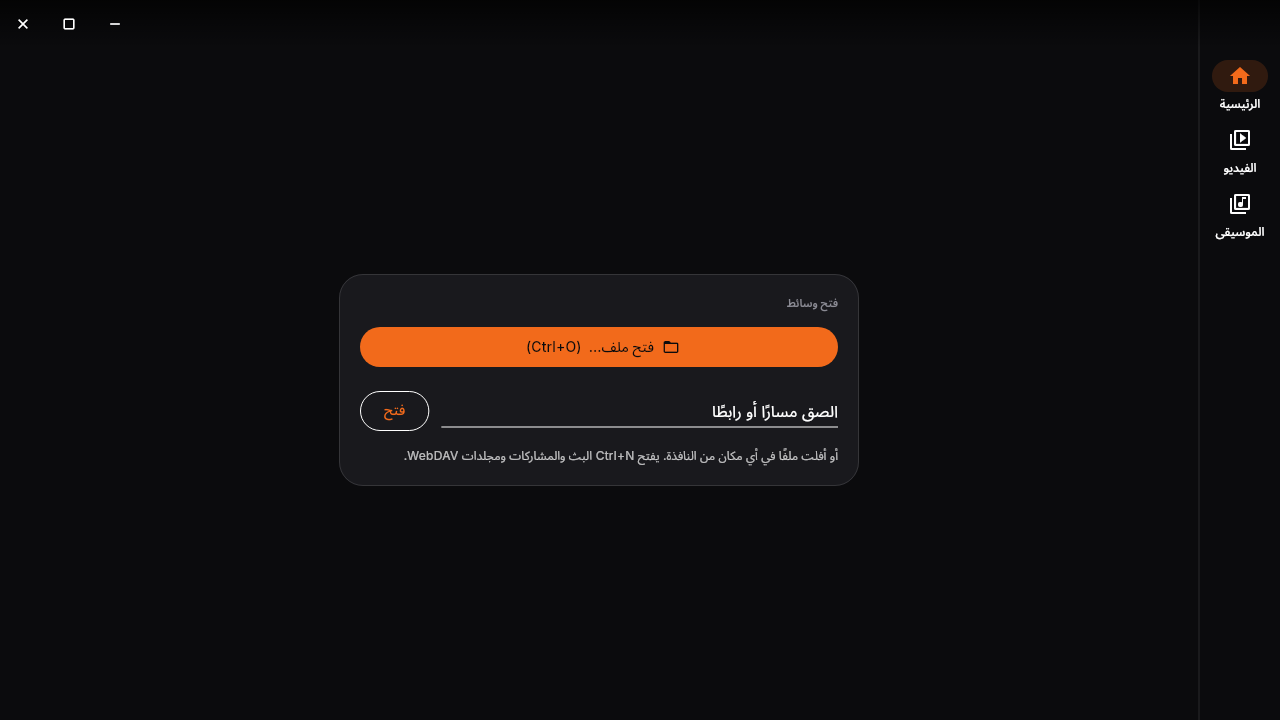 الرئيسية
الفيديو
الموسيقى
فتح وسائط
فتح ملف... (Ctrl+O)
الصق مسارًا أو رابطًا
فتح
أو أفلت ملفًا في أي مكان من النافذة. يفتح Ctrl+N البث والمشاركات ومجلدات WebDAV.